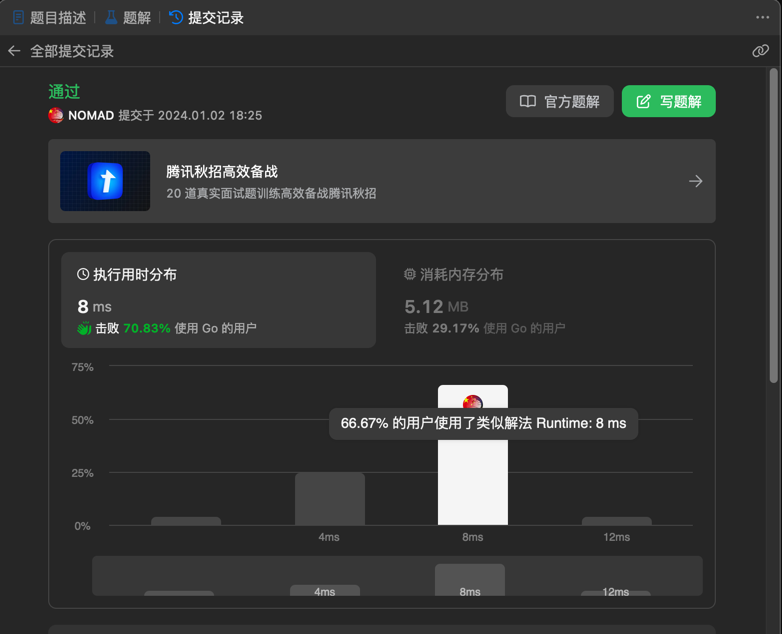 题目描述 题解 提交记录
全部提交记录
通过
NOMAD 提交于 2024.01.02 18:25
官方题解
写题解
腾讯秋招高效备战
20 道真实面试题训练高效备战腾讯秋招
执行用时分布
8 ms
击败 70.83% 使用 Go 的用户
消耗内存分布
5.12 MB
击败 29.17% 使用 Go 的用户
75%
50%
66.67% 的用户使用了类似解法 Runtime: 8 ms
25%
0%
4ms 8ms 12ms
4ms 8ms 12ms